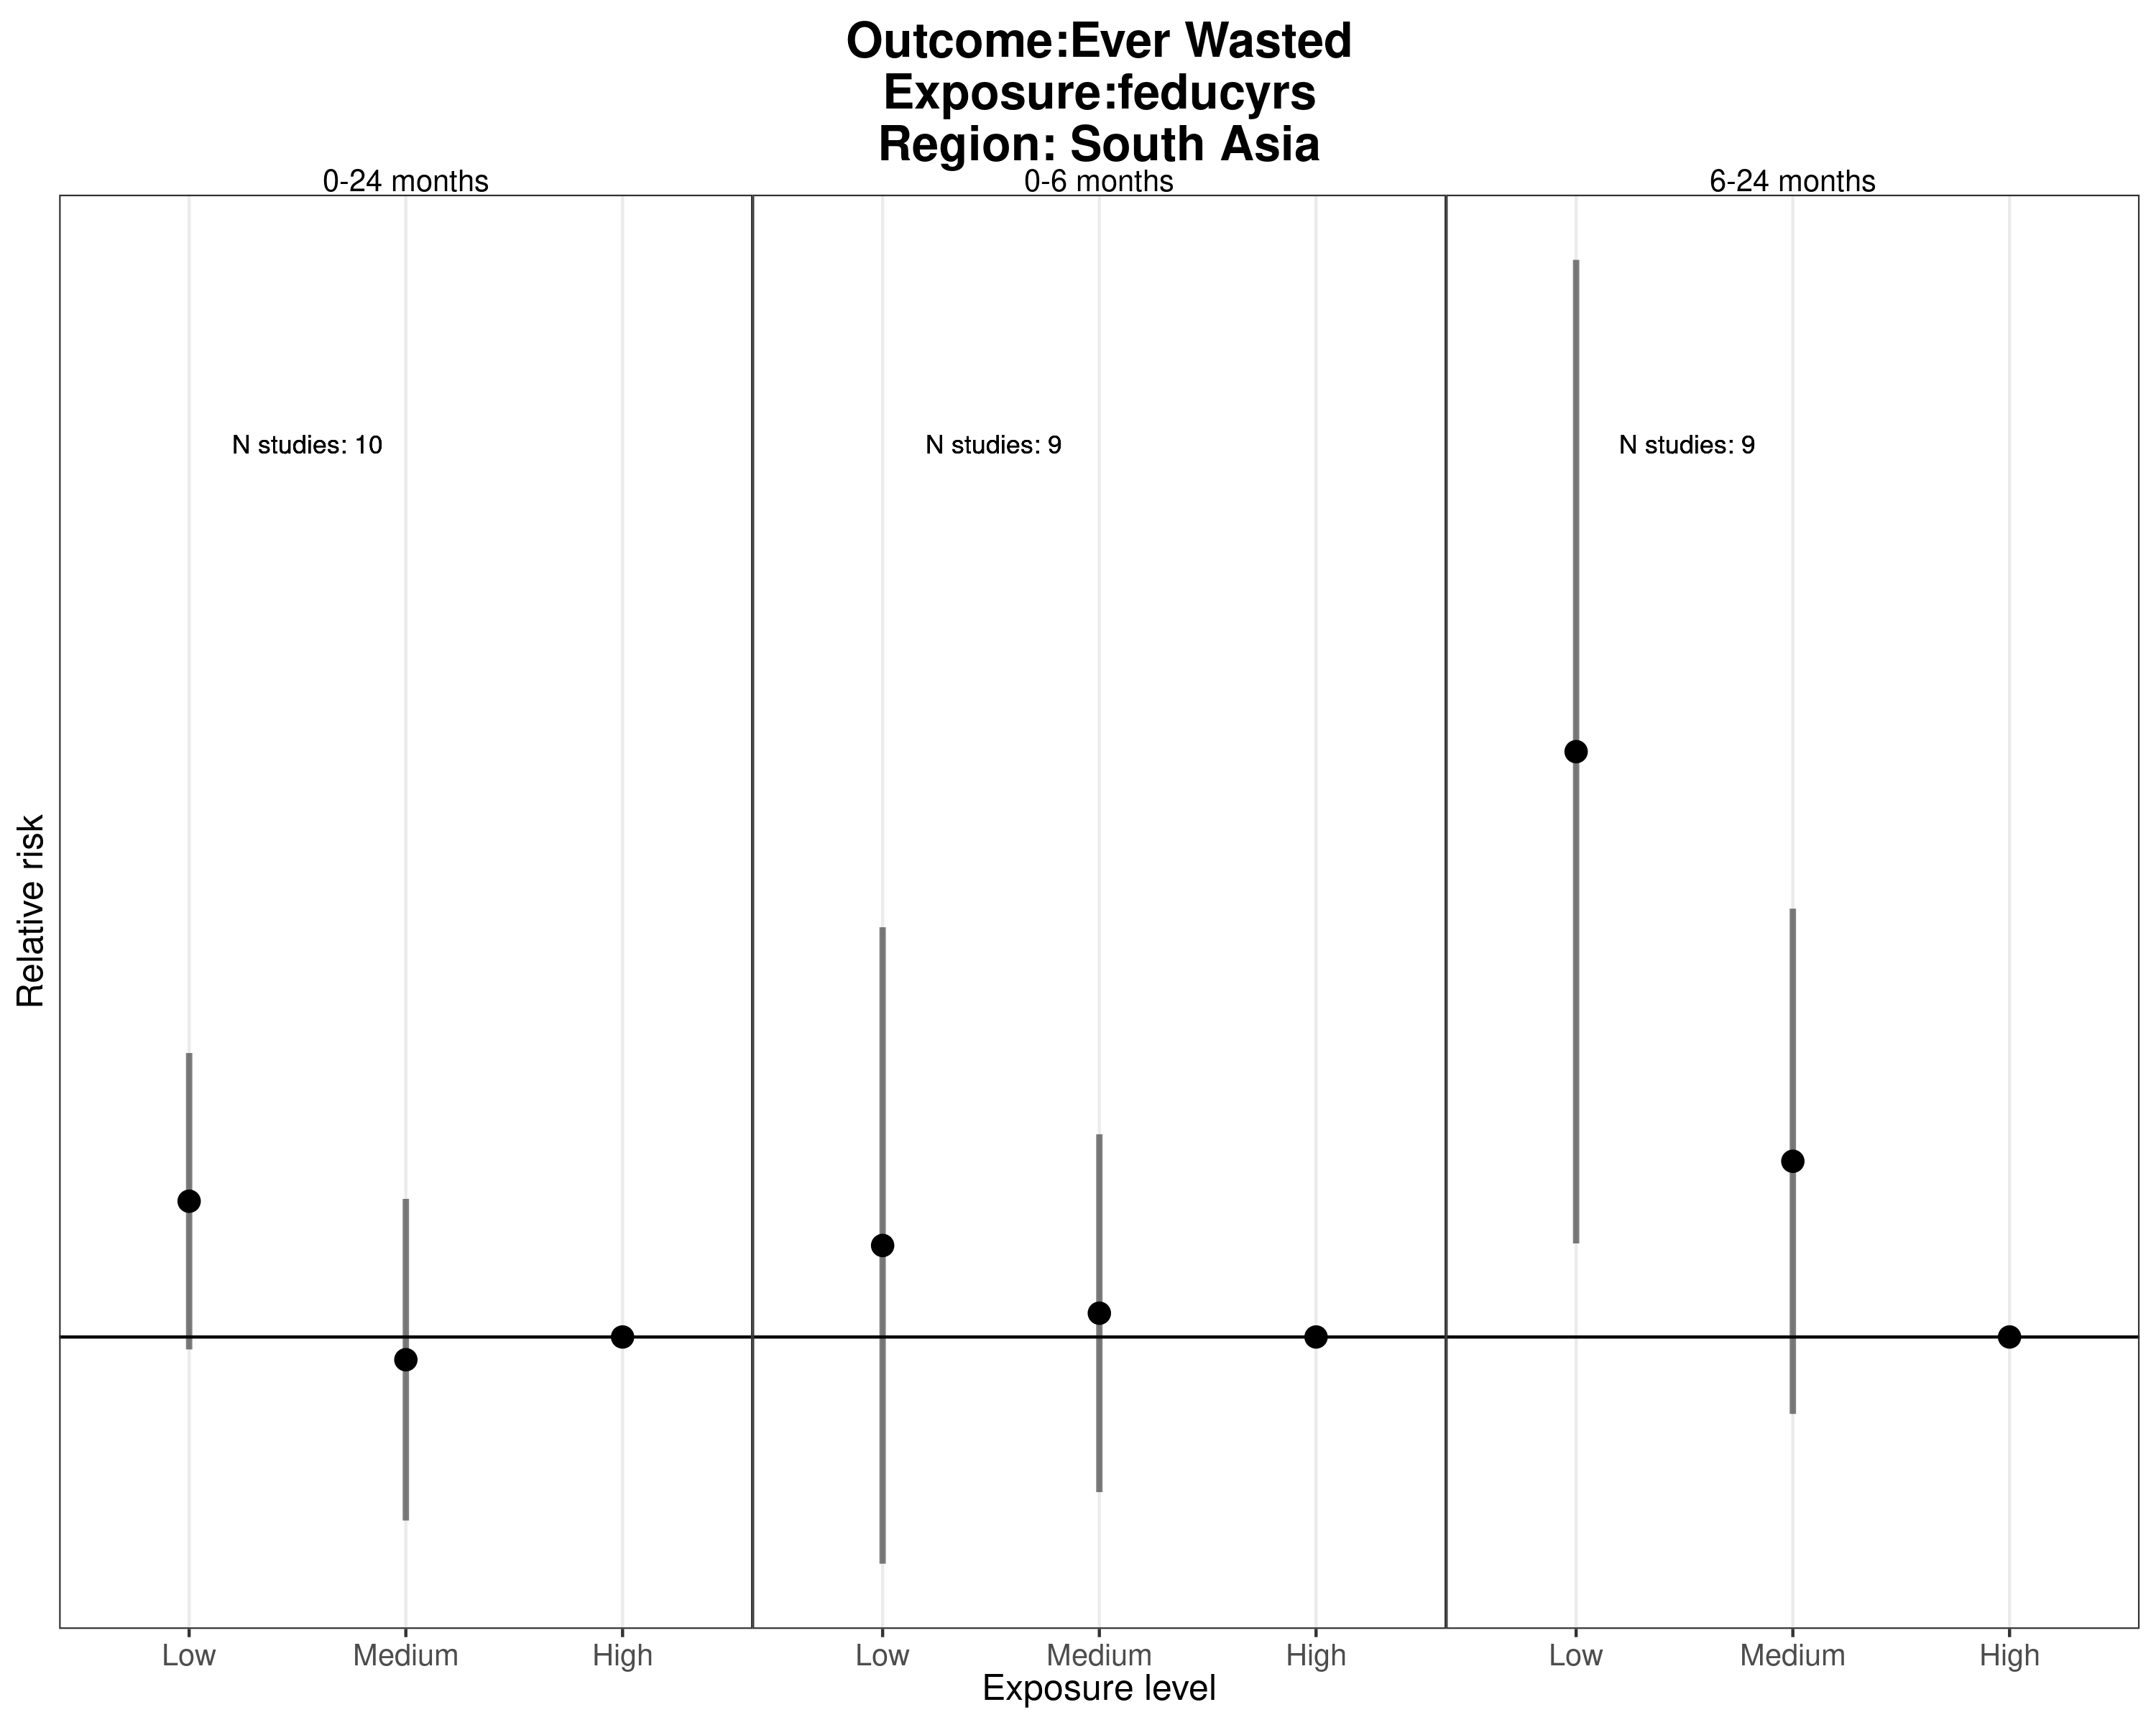 Outcome:Ever Wasted
Exposure:feducyrs
Region: South Asia
0-24 months
0-6 months
6-24 months
N studies: 10
N studies: 9
N studies: 9
Relative risk
Low
Medium
High
Low
Medium
High
Low
Medium
High
Exposure level